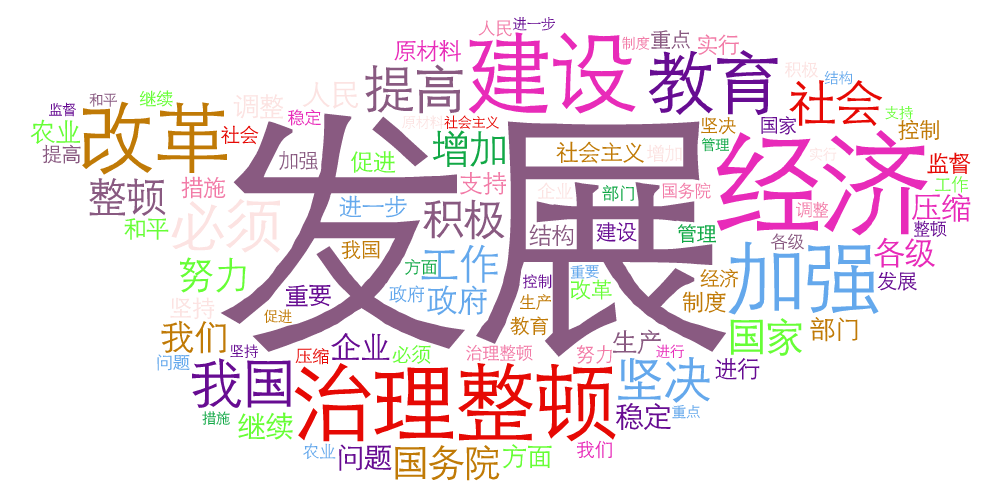 人民
进一步
原材料
建设
制度
重点
实行
提高
教育
积极
结构
监督
和平
继续
调整
人民
社会
支持
农业
改革
社会
稳定
原材料
社会主义
坚决
国家
控制
提高
加强
促进
增加
社会主义
增加
管理
实行
监督
整顿
措施
发展
支持
企业
部门
国务院
经济
工作
压缩
和平
必须
进一步
积极
结构
建设
管理
调整
各级
整顿
努力
我国
方面
工作
重要
加强
各级
坚持
重要
政府
政府
控制
改革
经济
发展
促进
生产
制度
我们
教育
国家
部门
问题
坚持
压缩
企业
必须
治理整顿
努力
生产
进行
进行
我国
治理整顿
坚决
措施
继续
稳定
重点
农业
问题
国务院
方面
我们